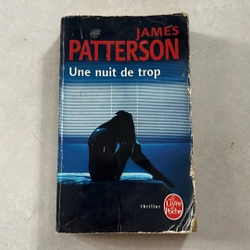 JAMES
PATTERSON
Une nuit de trop
thriller
Le Livre
de Poche